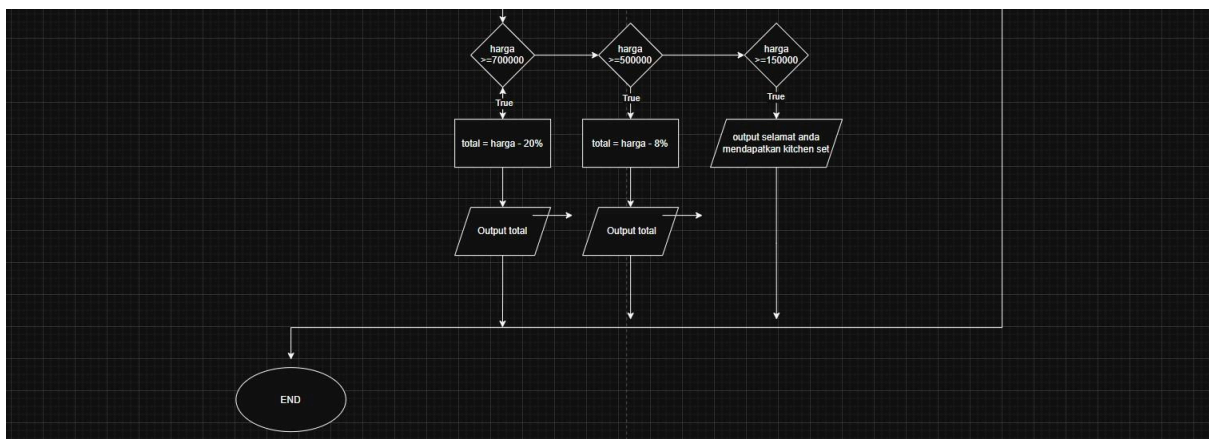 harga
>=700000
harga
>=500000
harga
>=150000
True
True
True
total = harga - 20%
total = harga - 8%
output selamat anda
mendapatkan kitchen set
Output total
Output total
END